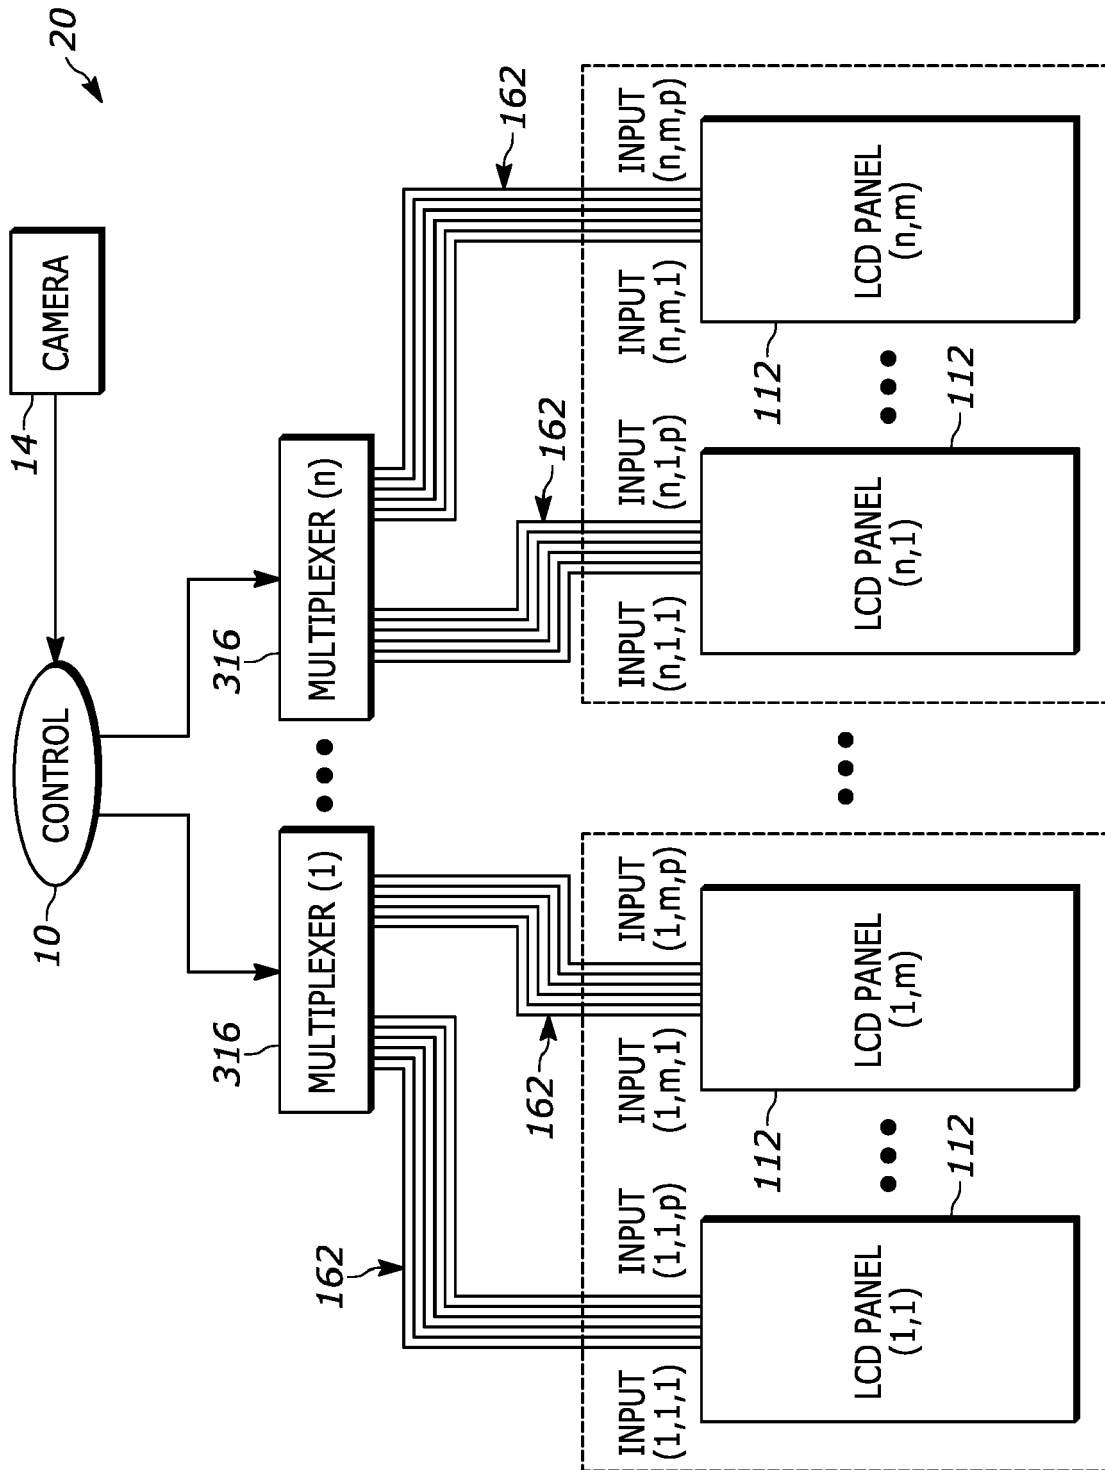 20
CAMERA
14
CONTROL
10
MULTIPLEXER (1)
316
MULTIPLEXER (n)
316
162
162
162
162
INPUT
(1,1,1)
INPUT
(1,1,p)
INPUT
(1,m,1)
INPUT
(1,m,p)
INPUT
(n,1,1)
INPUT
(n,1,p)
INPUT
(n,m,1)
INPUT
(n,m,p)
LCD PANEL
(1,1)
112
LCD PANEL
(1,m)
112
LCD PANEL
(n,1)
112
LCD PANEL
(n,m)
112